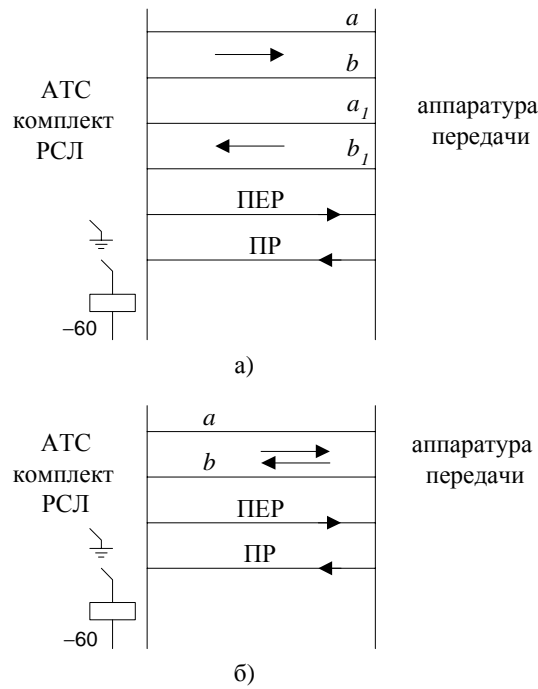 a
b
АТС
комплект
РСЛ
a₁
b₁
аппаратура
передачи
ПЕР
ПР
–60
а)
a
b
АТС
комплект
РСЛ
аппаратура
передачи
ПЕР
ПР
–60
б)